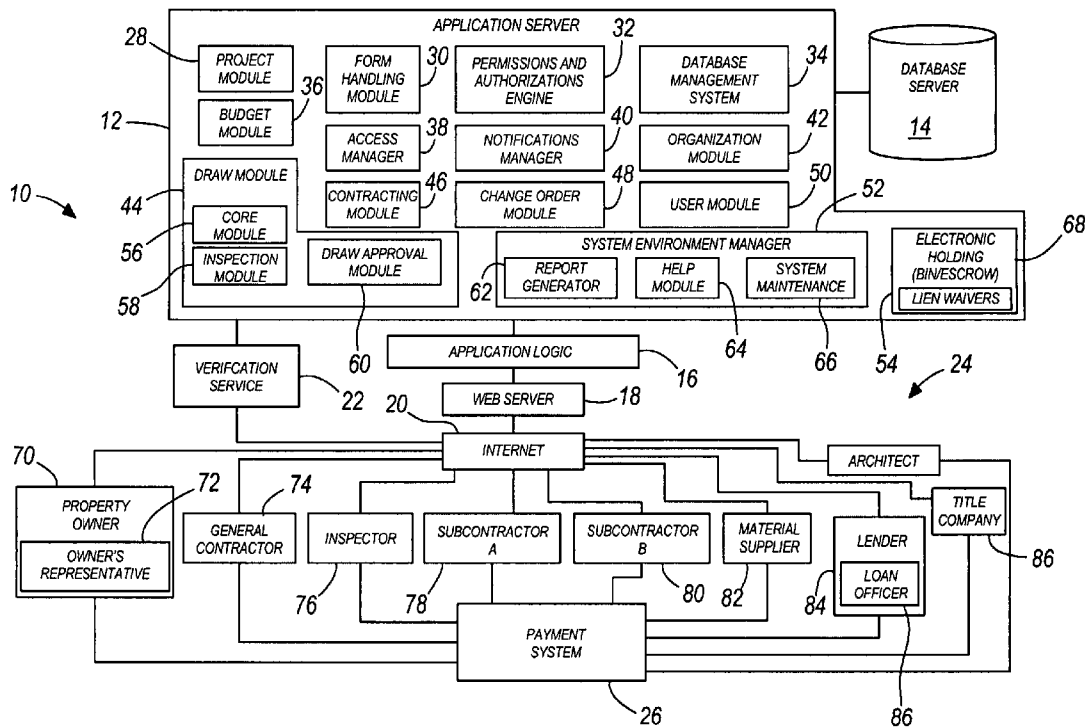 APPLICATION SERVER
28
PROJECT
MODULE
FORM
HANDLING
MODULE
30
PERMISSIONS AND
AUTHORIZATIONS
ENGINE
32
DATABASE
MANAGEMENT
SYSTEM
34
DATABASE
SERVER
14
12
BUDGET
MODULE
36
ACCESS
MANAGER
38
NOTIFICATIONS
MANAGER
40
ORGANIZATION
MODULE
42
10
44
DRAW MODULE
CONTRACTING
MODULE
46
CHANGE ORDER
MODULE
48
USER MODULE
50
52
56
CORE
MODULE
58
INSPECTION
MODULE
DRAW APPROVAL
MODULE
60
SYSTEM ENVIRONMENT MANAGER
62
REPORT
GENERATOR
HELP
MODULE
64
SYSTEM
MAINTENANCE
66
ELECTRONIC
HOLDING
(BIN/ESCROW)
68
LIEN WAIVERS
54
VERIFCATION
SERVICE
22
APPLICATION LOGIC
16
WEB SERVER
18
24
20
INTERNET
70
PROPERTY
OWNER
72
OWNER'S
REPRESENTATIVE
74
GENERAL
CONTRACTOR
INSPECTOR
76
SUBCONTRACTOR
A
78
SUBCONTRACTOR
B
80
MATERIAL
SUPPLIER
82
ARCHITECT
LENDER
84
LOAN
OFFICER
86
TITLE
COMPANY
86
PAYMENT
SYSTEM
26